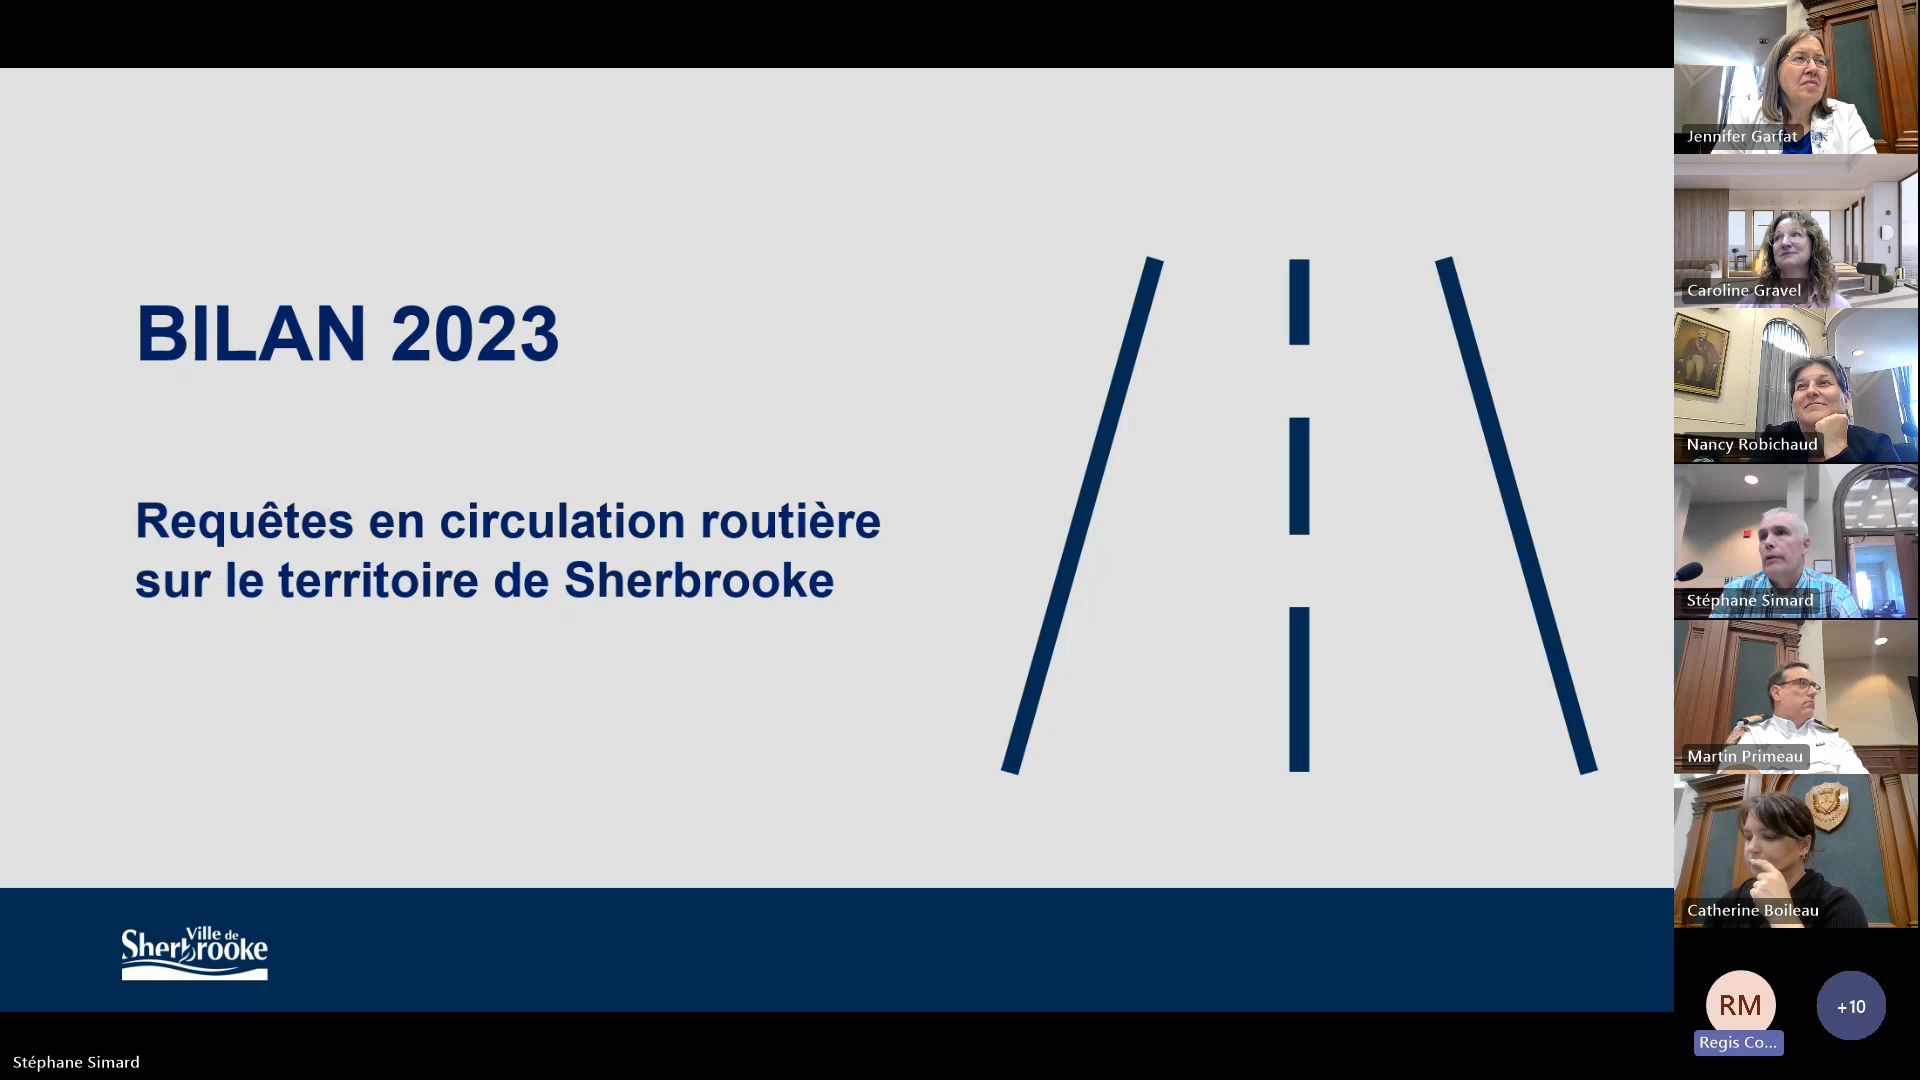 BILAN 2023
Requêtes en circulation routière
sur le territoire de Sherbrooke
Ville de
Sherbrooke
Stéphane Simard
Jennifer Garfat
Caroline Gravel
Nancy Robichaud
Stéphane Simard
Martin Primeau
Catherine Boileau
RM
Regis Co...
+10